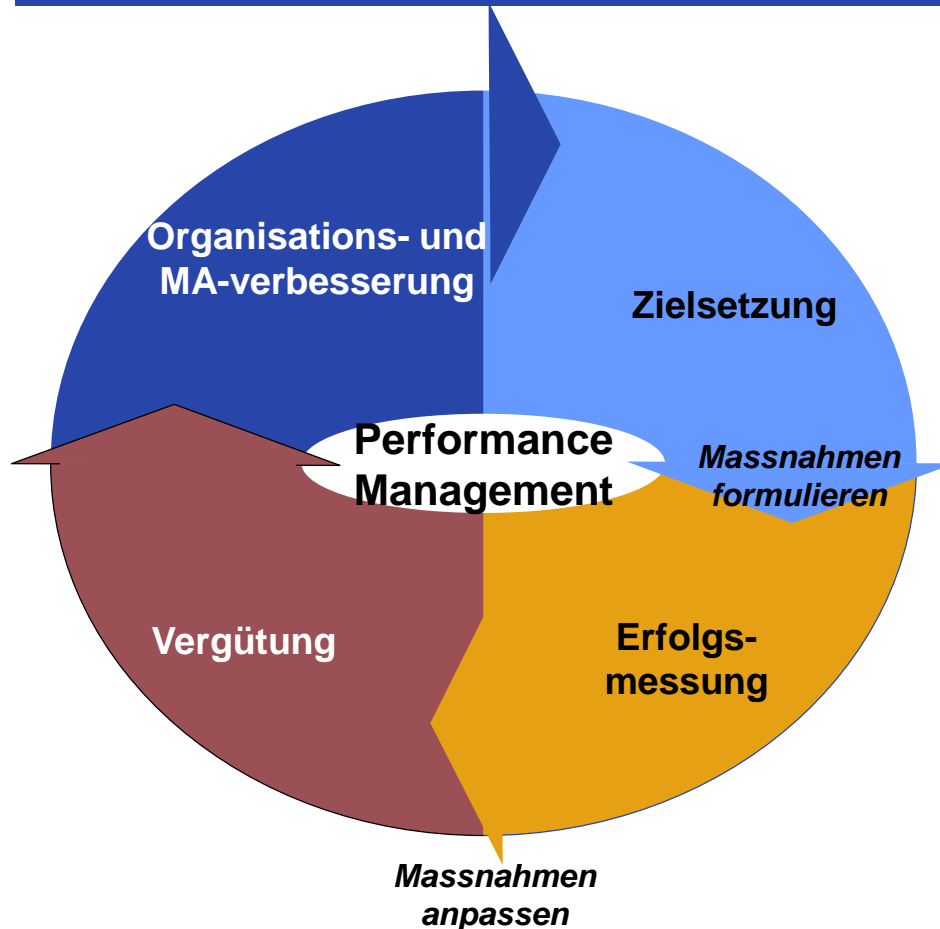 Organisations- und
MA-verbesserung
Zielsetzung
Performance
Management
Massnahmen
formulieren
Vergütung
Erfolgs-
messung
Massnahmen
anpassen